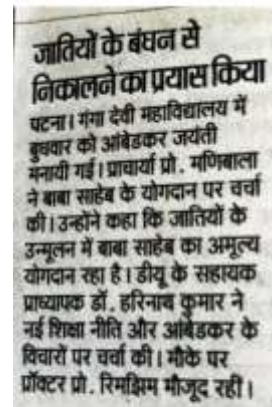 जातियों के बंधन से
निकालने का प्रयास किया
पटना। गंगा देवी महाविद्यालय में
बुधवार को आंबेडकर जयंती
मनायी गई। प्राचार्या प्रो. मणिबाला
ने बाबा साहेब के योगदान पर चर्चा
की। उन्होंने कहा कि जातियों के
उन्मूलन में बाबा साहेब का अमूल्य
योगदान रहा है। डीयू के सहायक
प्राध्यापक डॉ. हरिनाथ कुमार ने
नई शिक्षा नीति और आंबेडकर के
विचारों पर चर्चा की। मौके पर
प्रॉक्टर प्रो. रिमझिम मौजूद रहीं।